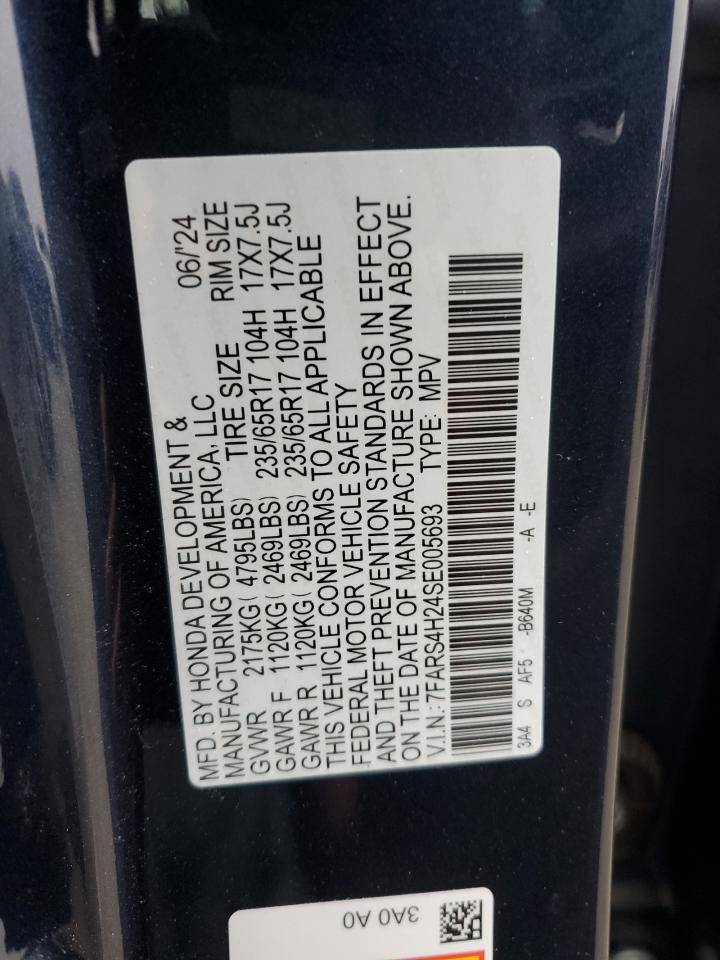 MFD. BY HONDA DEVELOPMENT & 
MANUFACTURING OF AMERICA, LLC 06/'24
TIRE SIZE RIM SIZE
GVWR 2175KG( 4795LBS)
GAWR F 1120KG( 2469LBS) 235/65R17 104H 17X7.5J
GAWR R 1120KG( 2469LBS) 235/65R17 104H 17X7.5J
THIS VEHICLE CONFORMS TO ALL APPLICABLE
FEDERAL MOTOR VEHICLE SAFETY
AND THEFT PREVENTION STANDARDS IN EFFECT
ON THE DATE OF MANUFACTURE SHOWN ABOVE.
V.I.N.: 7FARS4H24SE005693 TYPE: MPV
3A4 S AF5 -B640M -A -E
3A0 A0